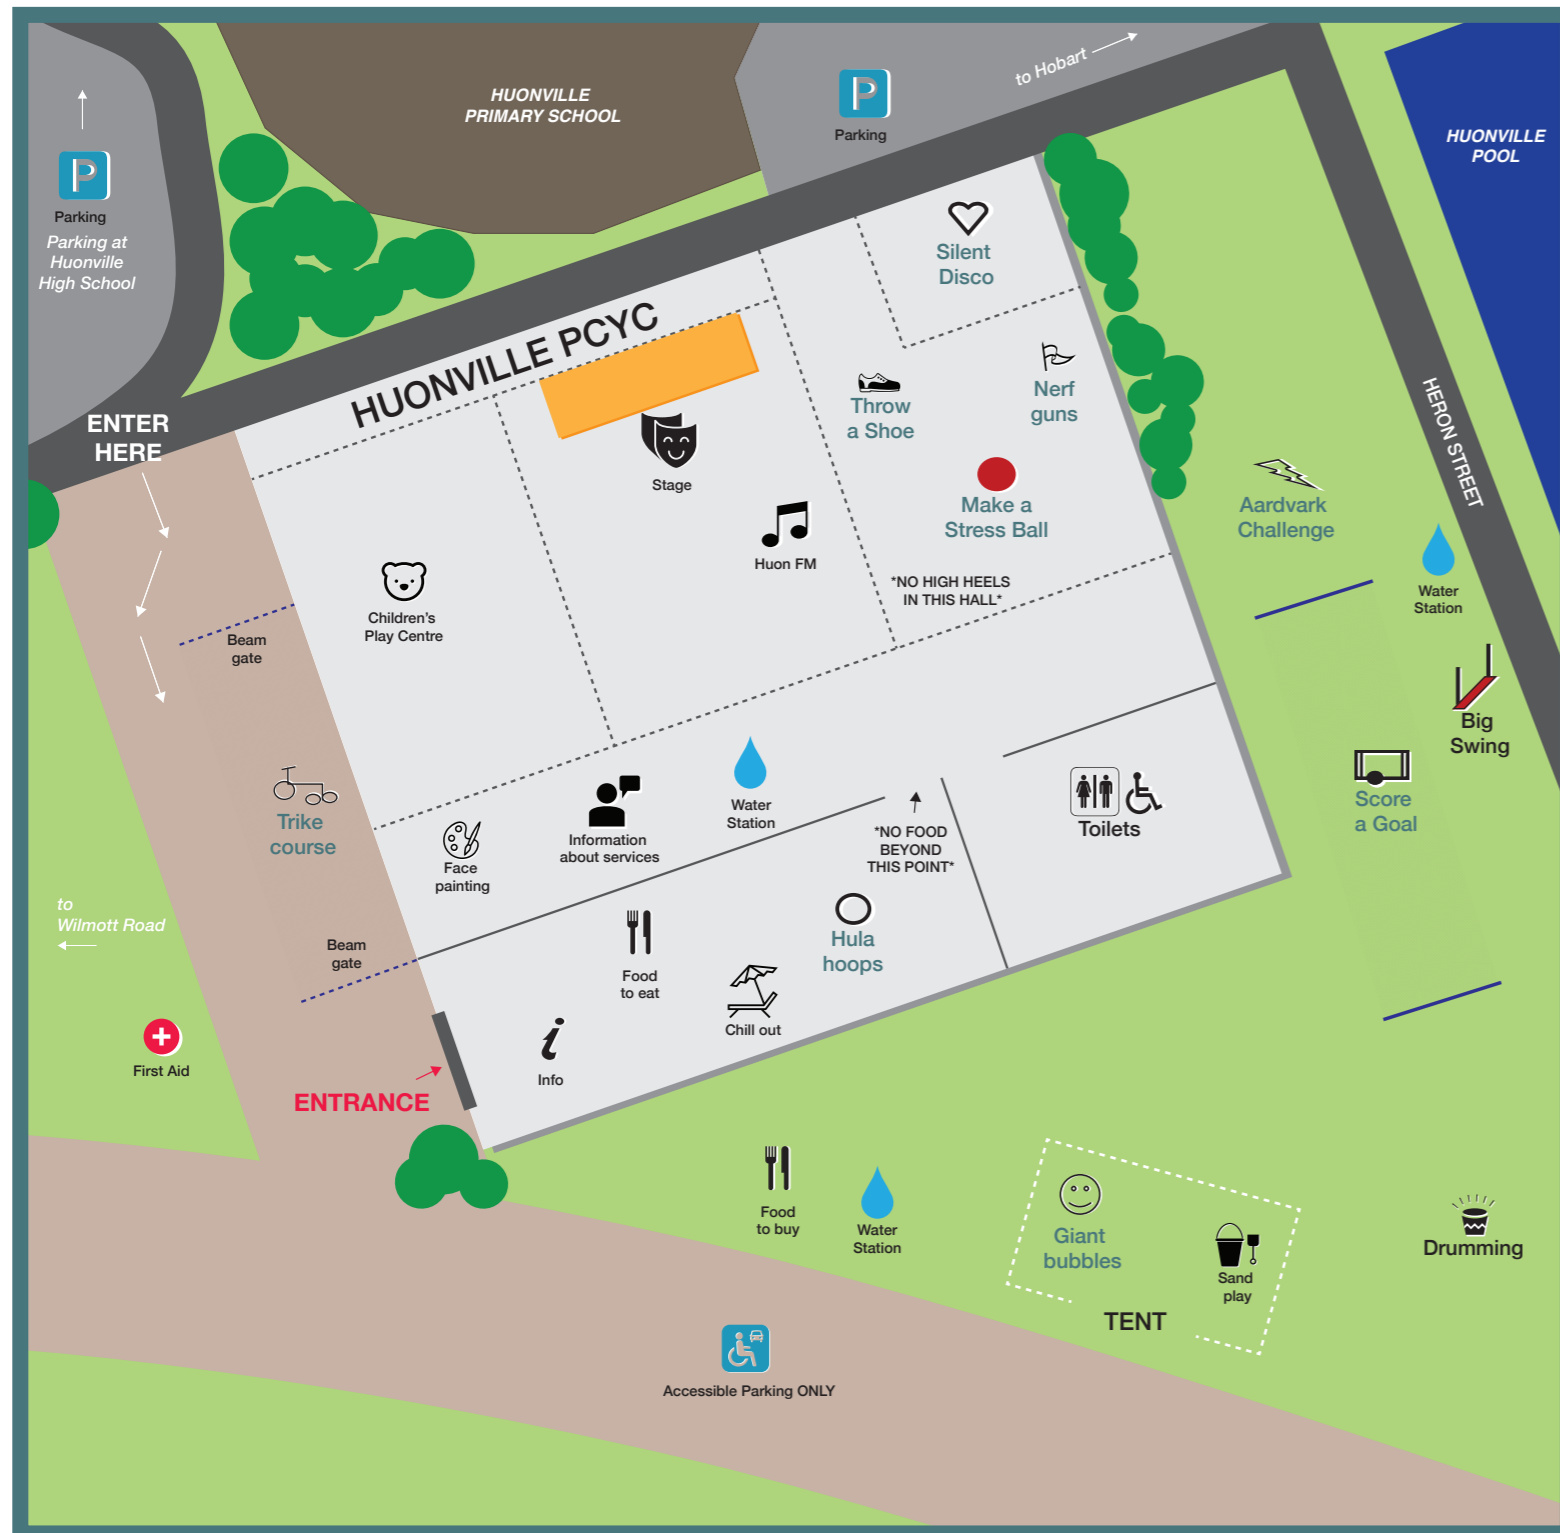 HUONVILLE
PRIMARY SCHOOL
to Hobart
P
Parking
HUONVILLE
POOL
P
Parking
Parking at
Huonville
High School
Silent
Disco
HUONVILLE PCYC
Nerf
guns
Throw
a Shoe
ENTER
HERE
HERON STREET
Stage
Make a
Stress Ball
Aardvark
Challenge
Huon FM
*NO HIGH HEELS
IN THIS HALL*
Water
Station
Children's
Play Centre
Beam
gate
Big
Swing
Trike
course
Water
Station
Information
about services
Face
painting
*NO FOOD
BEYOND
THIS POINT*
Toilets
Score
a Goal
to
Wilmott Road
Beam
gate
Hula
hoops
Food
to eat
Chill out
First Aid
i
Info
ENTRANCE
Food
to buy
Water
Station
Giant
bubbles
Sand
play
Drumming
TENT
Accessible Parking ONLY